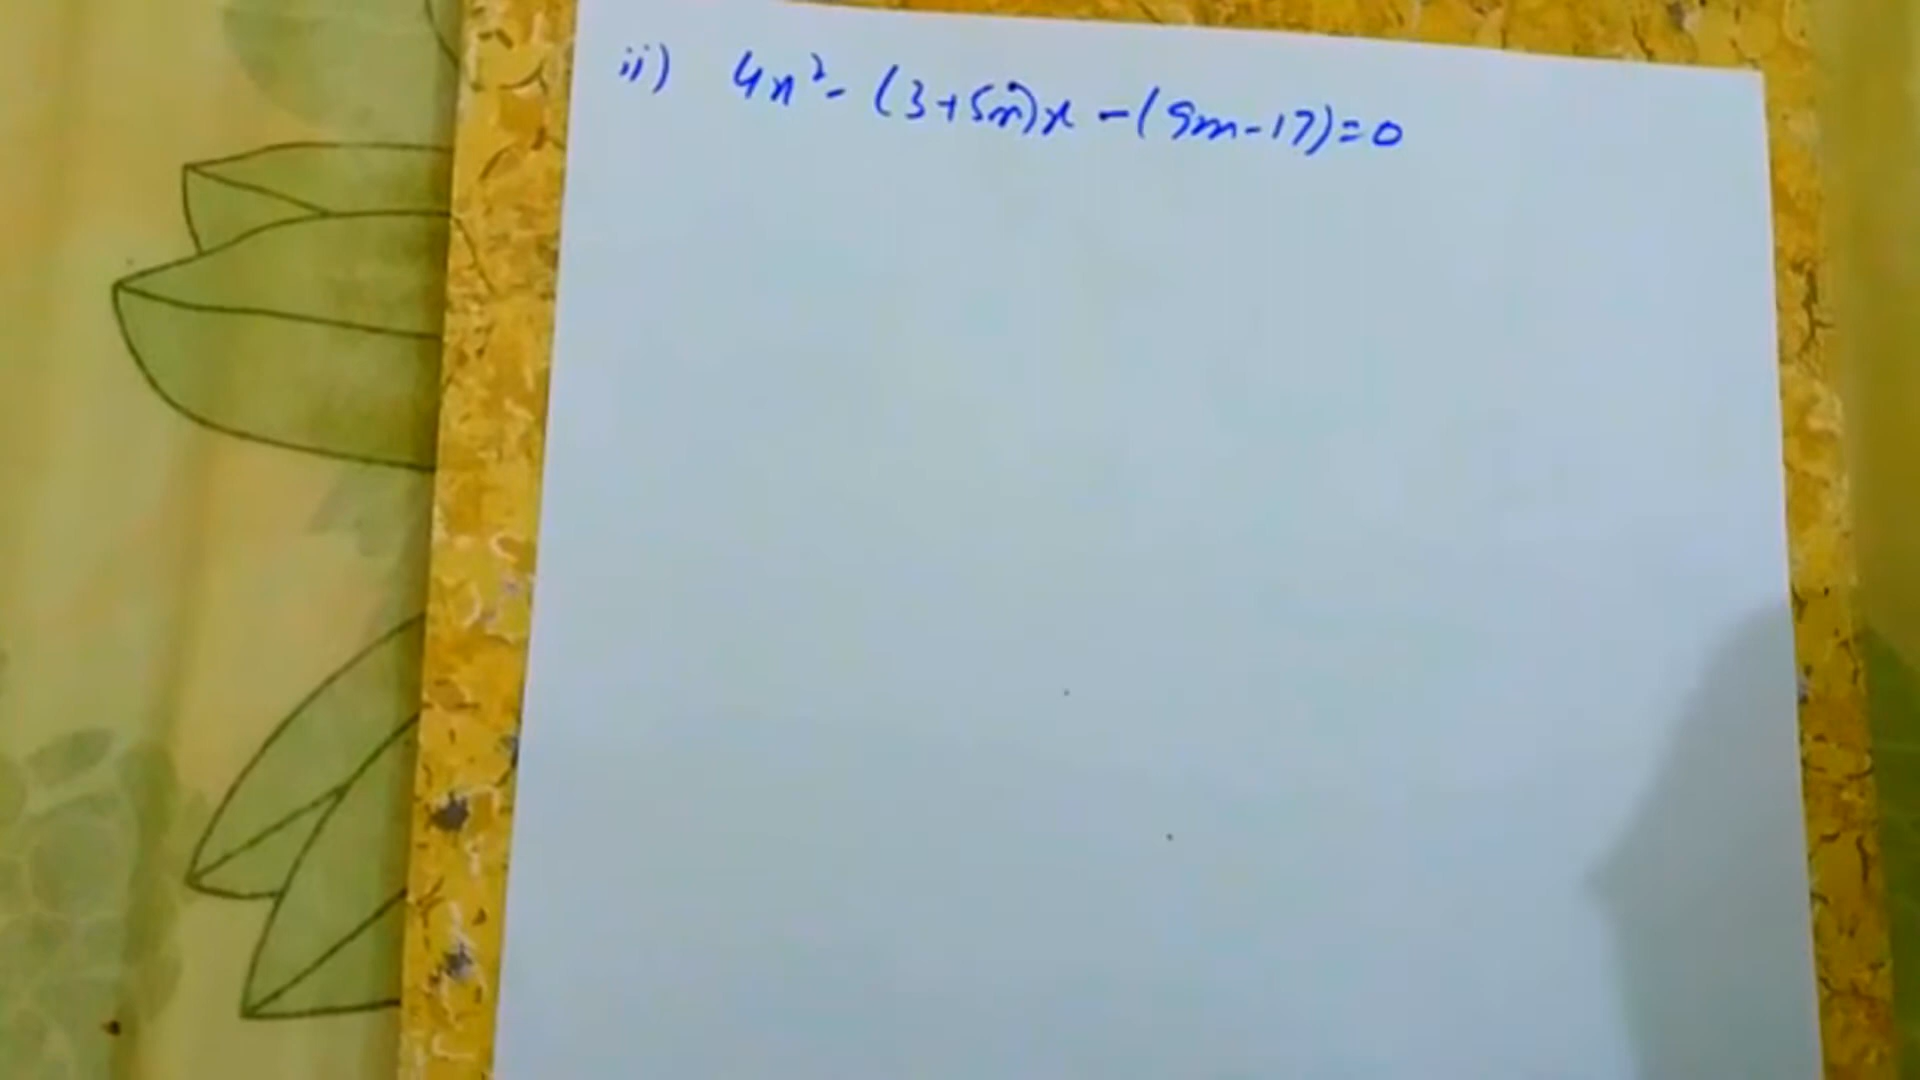 ii) 4x² - (3+5m)x - (9m-17)=0